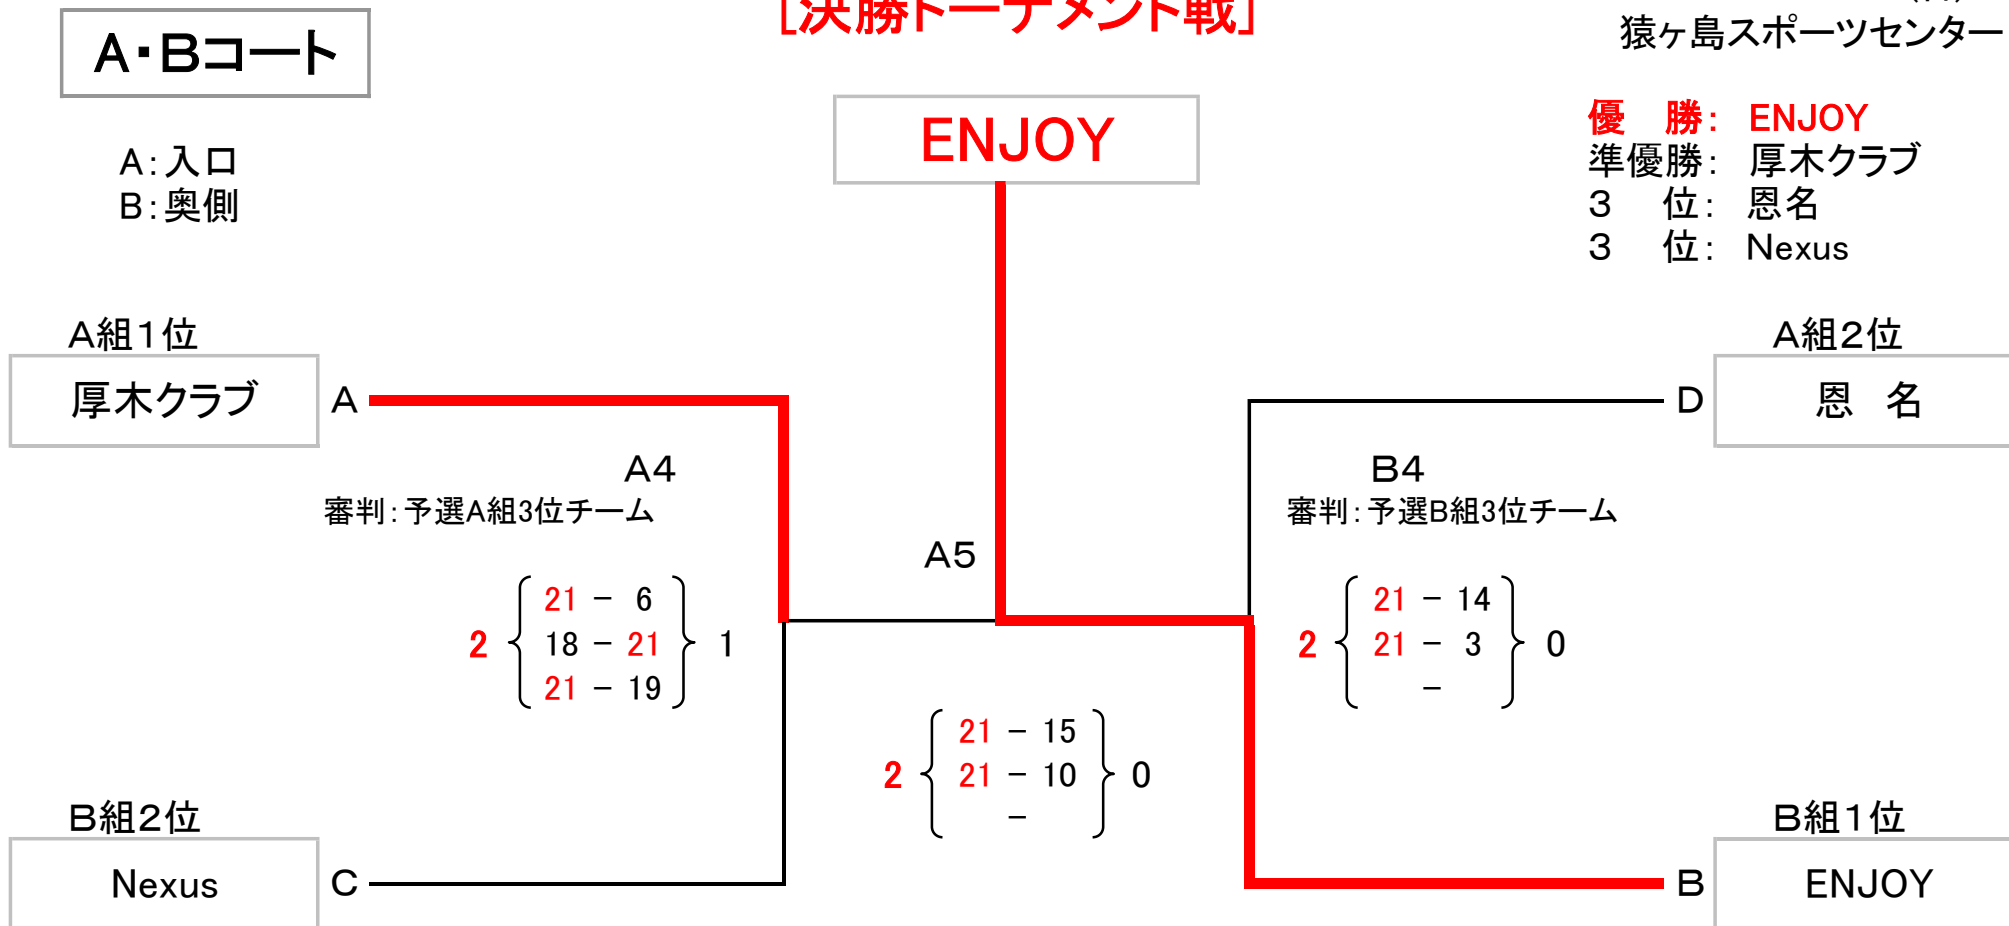 [決勝トーナメント戦]
猿ヶ島スポーツセンター
A・Bコート
A：入口
B：奥側
ENJOY
優　勝：　ENJOY
準優勝：　厚木クラブ
３　位：　恩名
３　位：　Nexus
A組１位
厚木クラブ　A
A組２位
D　恩　名
A4
審判：予選A組3位チーム
B4
審判：予選B組3位チーム
A5
21 － 6
2 { 18 － 21 } 1
21 － 19
21 － 14
2 { 21 － 3 } 0
－
21 － 15
2 { 21 － 10 } 0
－
B組２位
Nexus　C
B組１位
B　ENJOY